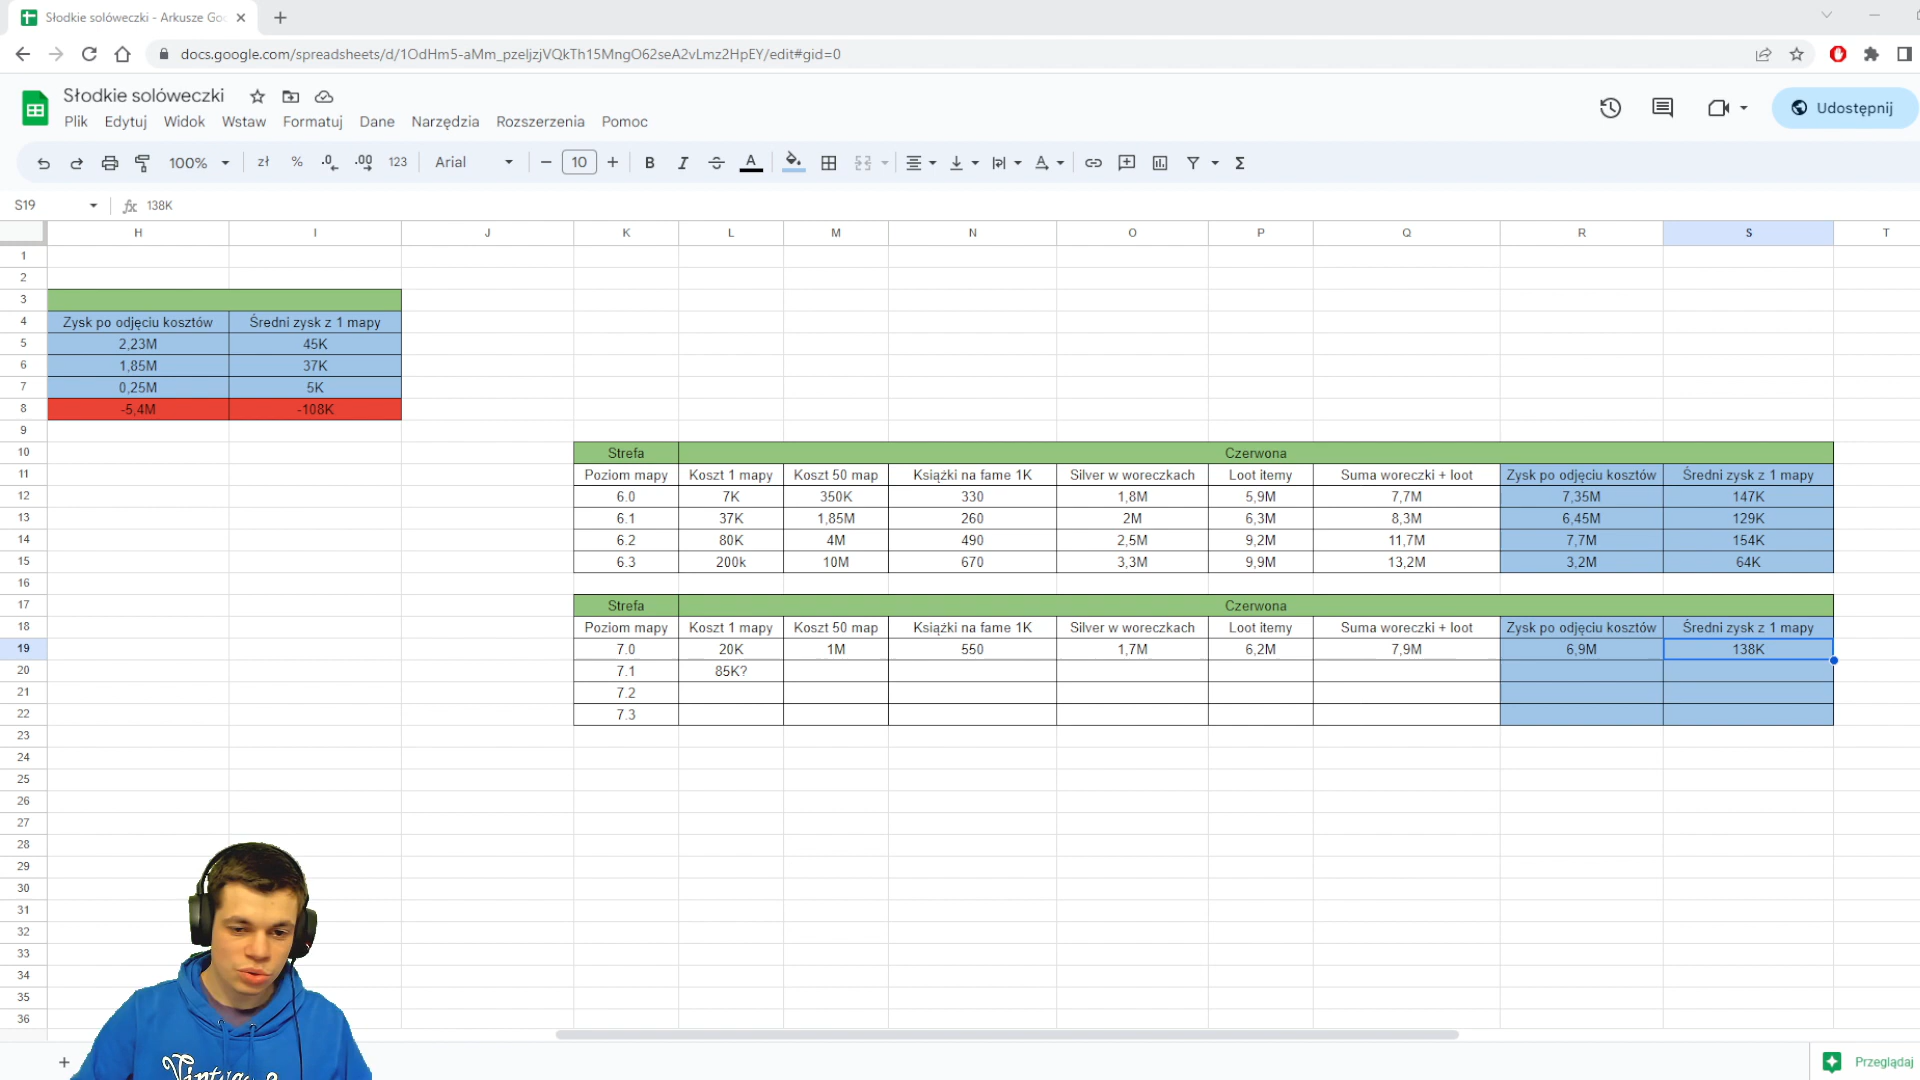 Słodkie solóweczki - Arkusze Goo
docs.google.com/spreadsheets/d/1OdHm5-aMm_pzeljzjVQkTh15MngO62seA2vLmz2HpEY/edit#gid=0
Słodkie solóweczki
Udostępnij
Plik Edytuj Widok Wstaw Formatuj Dane Narzędzia Rozszerzenia Pomoc
100% zł % .0 .00 123 Arial 10 B I A Σ
S19 fx 138K
H I J K L M N O P Q R S T
1
2
3
4 Zysk po odjęciu kosztów Średni zysk z 1 mapy
5 2,23M 45K
6 1,85M 37K
7 0,25M 5K
8 -5,4M -108K
9
10 Strefa Czerwona
11 Poziom mapy Koszt 1 mapy Koszt 50 map Książki na fame 1K Silver w woreczkach Loot itemy Suma woreczki + loot Zysk po odjęciu kosztów Średni zysk z 1 mapy
12 6.0 7K 350K 330 1,8M 5,9M 7,7M 7,35M 147K
13 6.1 37K 1,85M 260 2M 6,3M 8,3M 6,45M 129K
14 6.2 80K 4M 490 2,5M 9,2M 11,7M 7,7M 154K
15 6.3 200k 10M 670 3,3M 9,9M 13,2M 3,2M 64K
16
17 Strefa Czerwona
18 Poziom mapy Koszt 1 mapy Koszt 50 map Książki na fame 1K Silver w woreczkach Loot itemy Suma woreczki + loot Zysk po odjęciu kosztów Średni zysk z 1 mapy
19 7.0 20K 1M 550 1,7M 6,2M 7,9M 6,9M 138K
20 7.1 85K?
21 7.2
22 7.3
23
24
25
26
27
28
29
30
31
32
33
34
35
36
Przeglądaj